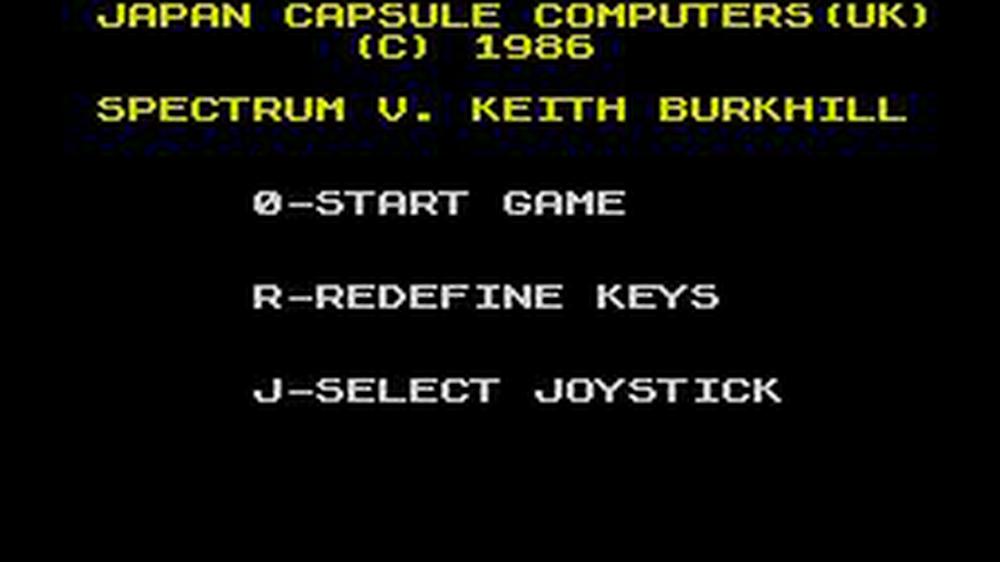 JAPAN CAPSULE COMPUTERS(UK)
(C) 1986
SPECTRUM V. KEITH BURKHILL
0-START GAME
R-REDEFINE KEYS
J-SELECT JOYSTICK